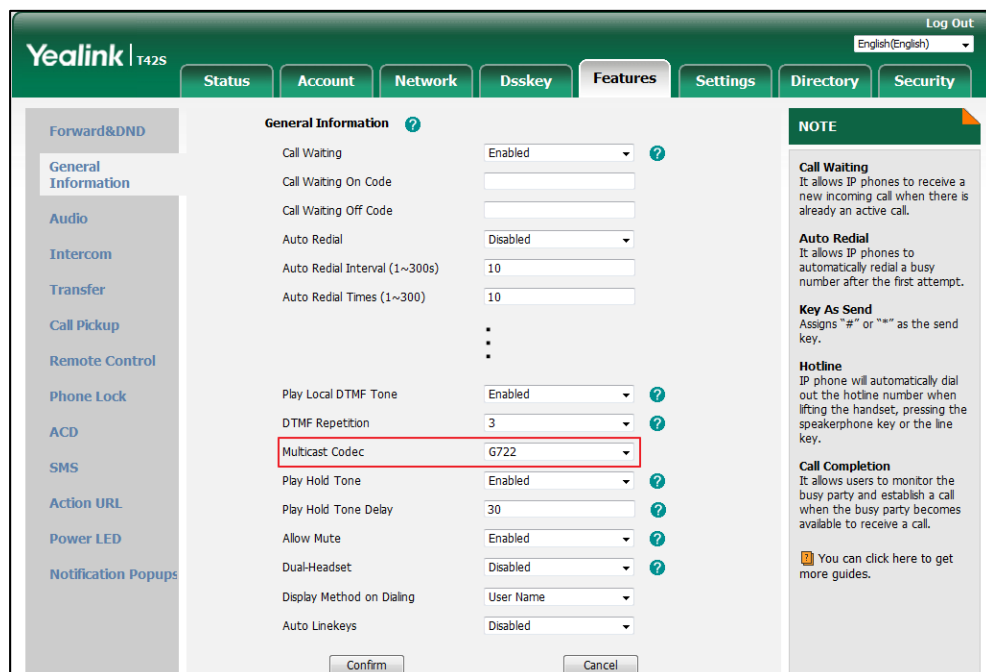 Log Out
Yealink T42S
English(English)
Status Account Network Dsskey Features Settings Directory Security
Forward&DND
General
Information
Audio
Intercom
Transfer
Call Pickup
Remote Control
Phone Lock
ACD
SMS
Action URL
Power LED
Notification Popups
General Information ?
Call Waiting Enabled ?
Call Waiting On Code
Call Waiting Off Code
Auto Redial Disabled
Auto Redial Interval (1~300s) 10
Auto Redial Times (1~300) 10
Play Local DTMF Tone Enabled ?
DTMF Repetition 3 ?
Multicast Codec G722
Play Hold Tone Enabled ?
Play Hold Tone Delay 30 ?
Allow Mute Enabled ?
Dual-Headset Disabled ?
Display Method on Dialing User Name
Auto Linekeys Disabled
Confirm Cancel
NOTE
Call Waiting
It allows IP phones to receive a
new incoming call when there is
already an active call.
Auto Redial
It allows IP phones to
automatically redial a busy
number after the first attempt.
Key As Send
Assigns "#" or "*" as the send
key.
Hotline
IP phone will automatically dial
out the hotline number when
lifting the handset, pressing the
speakerphone key or the line
key.
Call Completion
It allows users to monitor the
busy party and establish a call
when the busy party becomes
available to receive a call.
? You can click here to get
more guides.